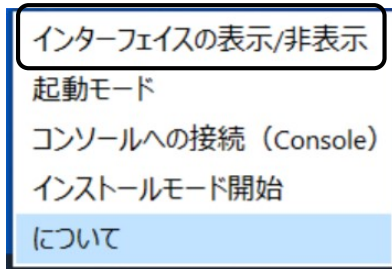 インターフェイスの表示/非表示
起動モード
コンソールへの接続（Console）
インストールモード開始
について